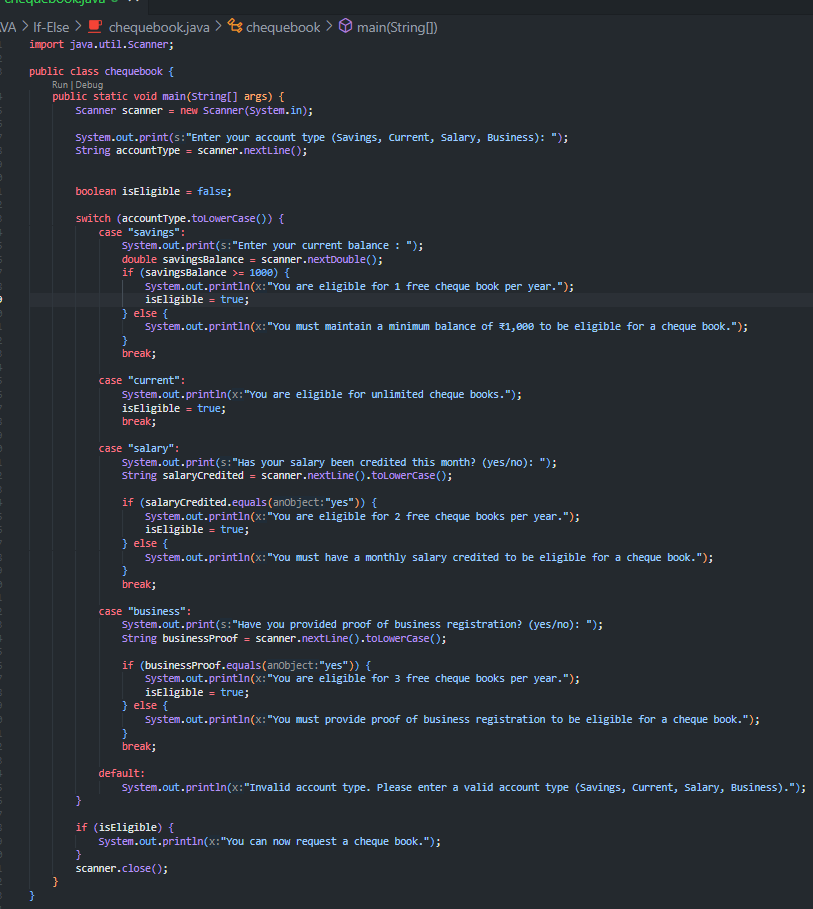 chequebook.java
VA > If-Else > chequebook.java > chequebook > main(String[])
import java.util.Scanner;
public class chequebook {
Run | Debug
public static void main(String[] args) {
Scanner scanner = new Scanner(System.in);
System.out.print(s:"Enter your account type (Savings, Current, Salary, Business): ");
String accountType = scanner.nextLine();
boolean isEligible = false;
switch (accountType.toLowerCase()) {
case "savings":
System.out.print(s:"Enter your current balance : ");
double savingsBalance = scanner.nextDouble();
if (savingsBalance >= 1000) {
System.out.println(x:"You are eligible for 1 free cheque book per year.");
isEligible = true;
} else {
System.out.println(x:"You must maintain a minimum balance of ₹1,000 to be eligible for a cheque book.");
}
break;
case "current":
System.out.println(x:"You are eligible for unlimited cheque books.");
isEligible = true;
break;
case "salary":
System.out.print(s:"Has your salary been credited this month? (yes/no): ");
String salaryCredited = scanner.nextLine().toLowerCase();
if (salaryCredited.equals(anObject:"yes")) {
System.out.println(x:"You are eligible for 2 free cheque books per year.");
isEligible = true;
} else {
System.out.println(x:"You must have a monthly salary credited to be eligible for a cheque book.");
}
break;
case "business":
System.out.print(s:"Have you provided proof of business registration? (yes/no): ");
String businessProof = scanner.nextLine().toLowerCase();
if (businessProof.equals(anObject:"yes")) {
System.out.println(x:"You are eligible for 3 free cheque books per year.");
isEligible = true;
} else {
System.out.println(x:"You must provide proof of business registration to be eligible for a cheque book.");
}
break;
default:
System.out.println(x:"Invalid account type. Please enter a valid account type (Savings, Current, Salary, Business).");
}
if (isEligible) {
System.out.println(x:"You can now request a cheque book.");
}
scanner.close();
}
}